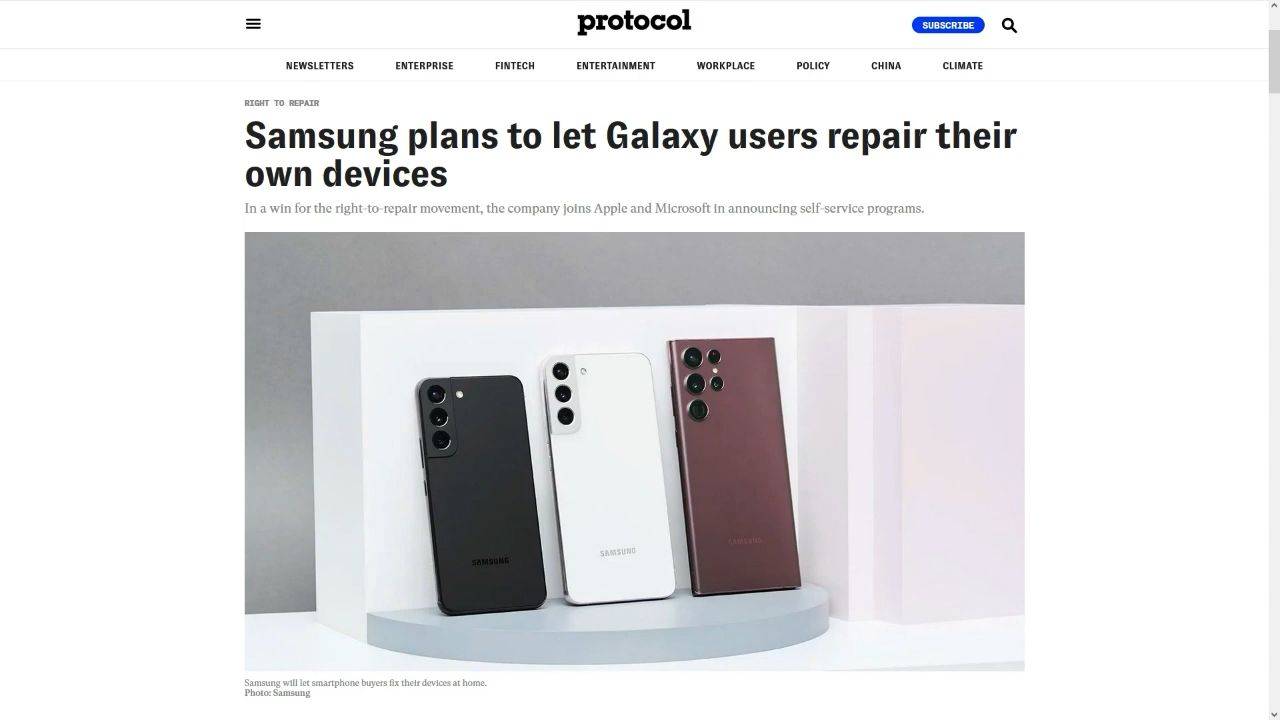 protocol
SUBSCRIBE
NEWSLETTERS ENTERPRISE FINTECH ENTERTAINMENT WORKPLACE POLICY CHINA CLIMATE
RIGHT TO REPAIR
Samsung plans to let Galaxy users repair their
own devices
In a win for the right-to-repair movement, the company joins Apple and Microsoft in announcing self-service programs.
SAMSUNG
SAMSUNG
SAMSUNG
Samsung will let smartphone buyers fix their devices at home.
Photo: Samsung